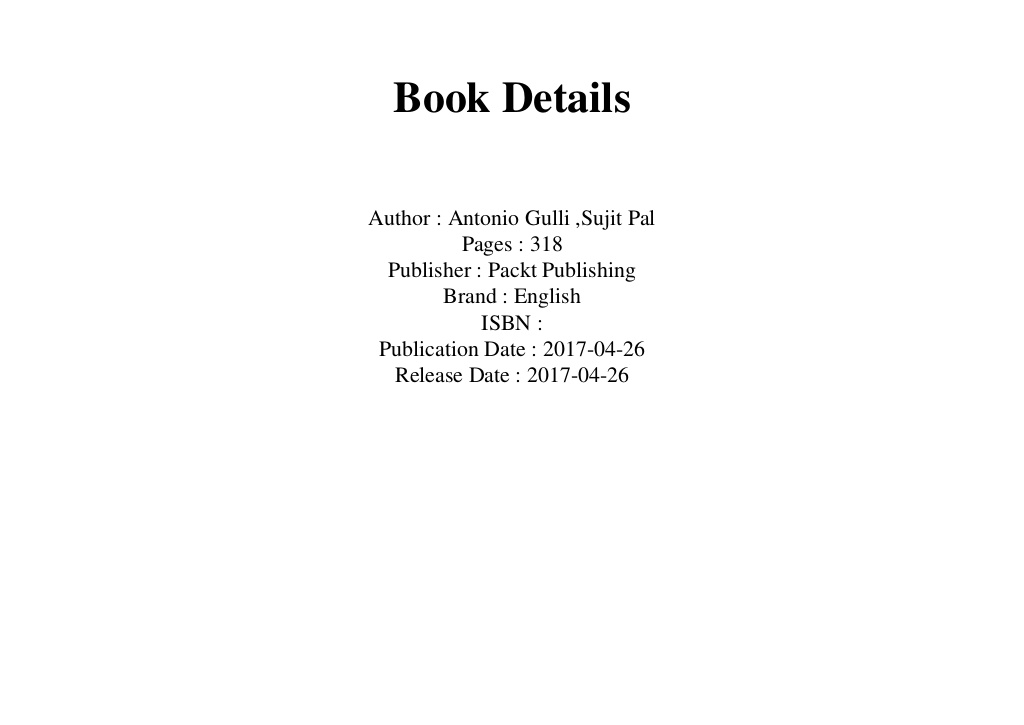 Book Details
Author : Antonio Gulli ,Sujit Pal
Pages : 318
Publisher : Packt Publishing
Brand : English
ISBN :
Publication Date : 2017-04-26
Release Date : 2017-04-26